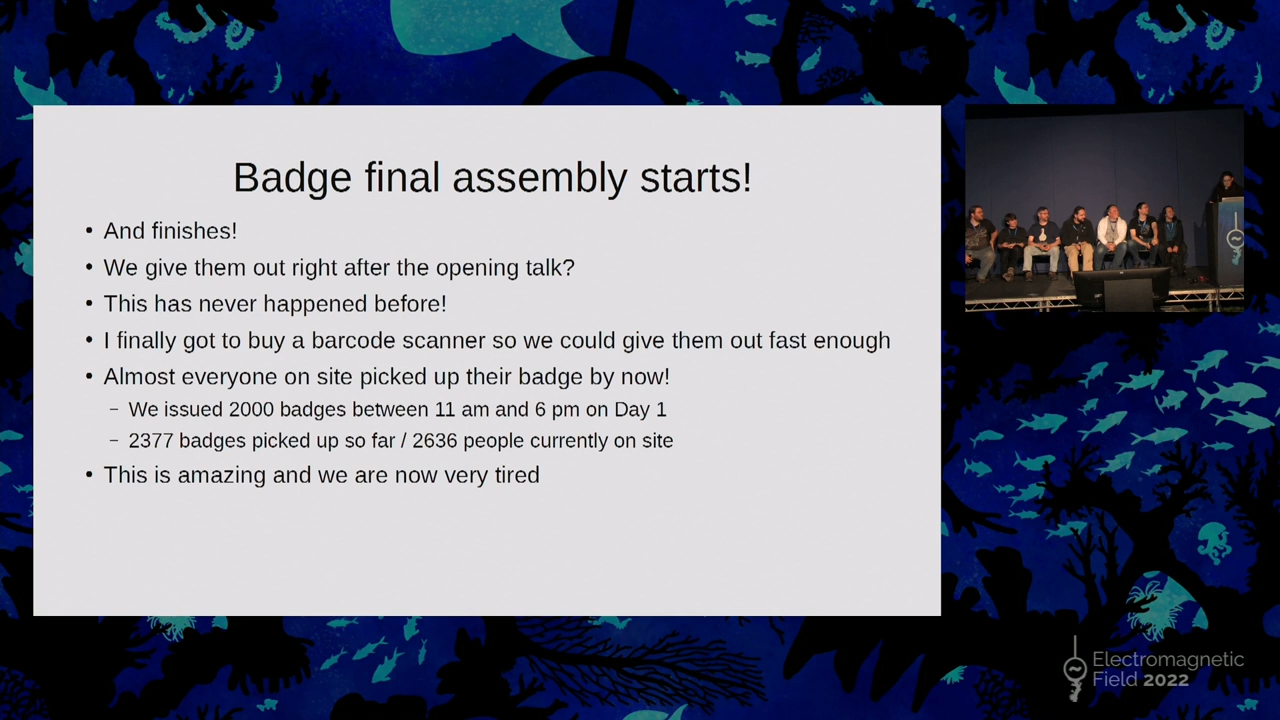 Badge final assembly starts!
• And finishes!
• We give them out right after the opening talk?
• This has never happened before!
• I finally got to buy a barcode scanner so we could give them out fast enough
• Almost everyone on site picked up their badge by now!
– We issued 2000 badges between 11 am and 6 pm on Day 1
– 2377 badges picked up so far / 2636 people currently on site
• This is amazing and we are now very tired
Electromagnetic
Field 2022